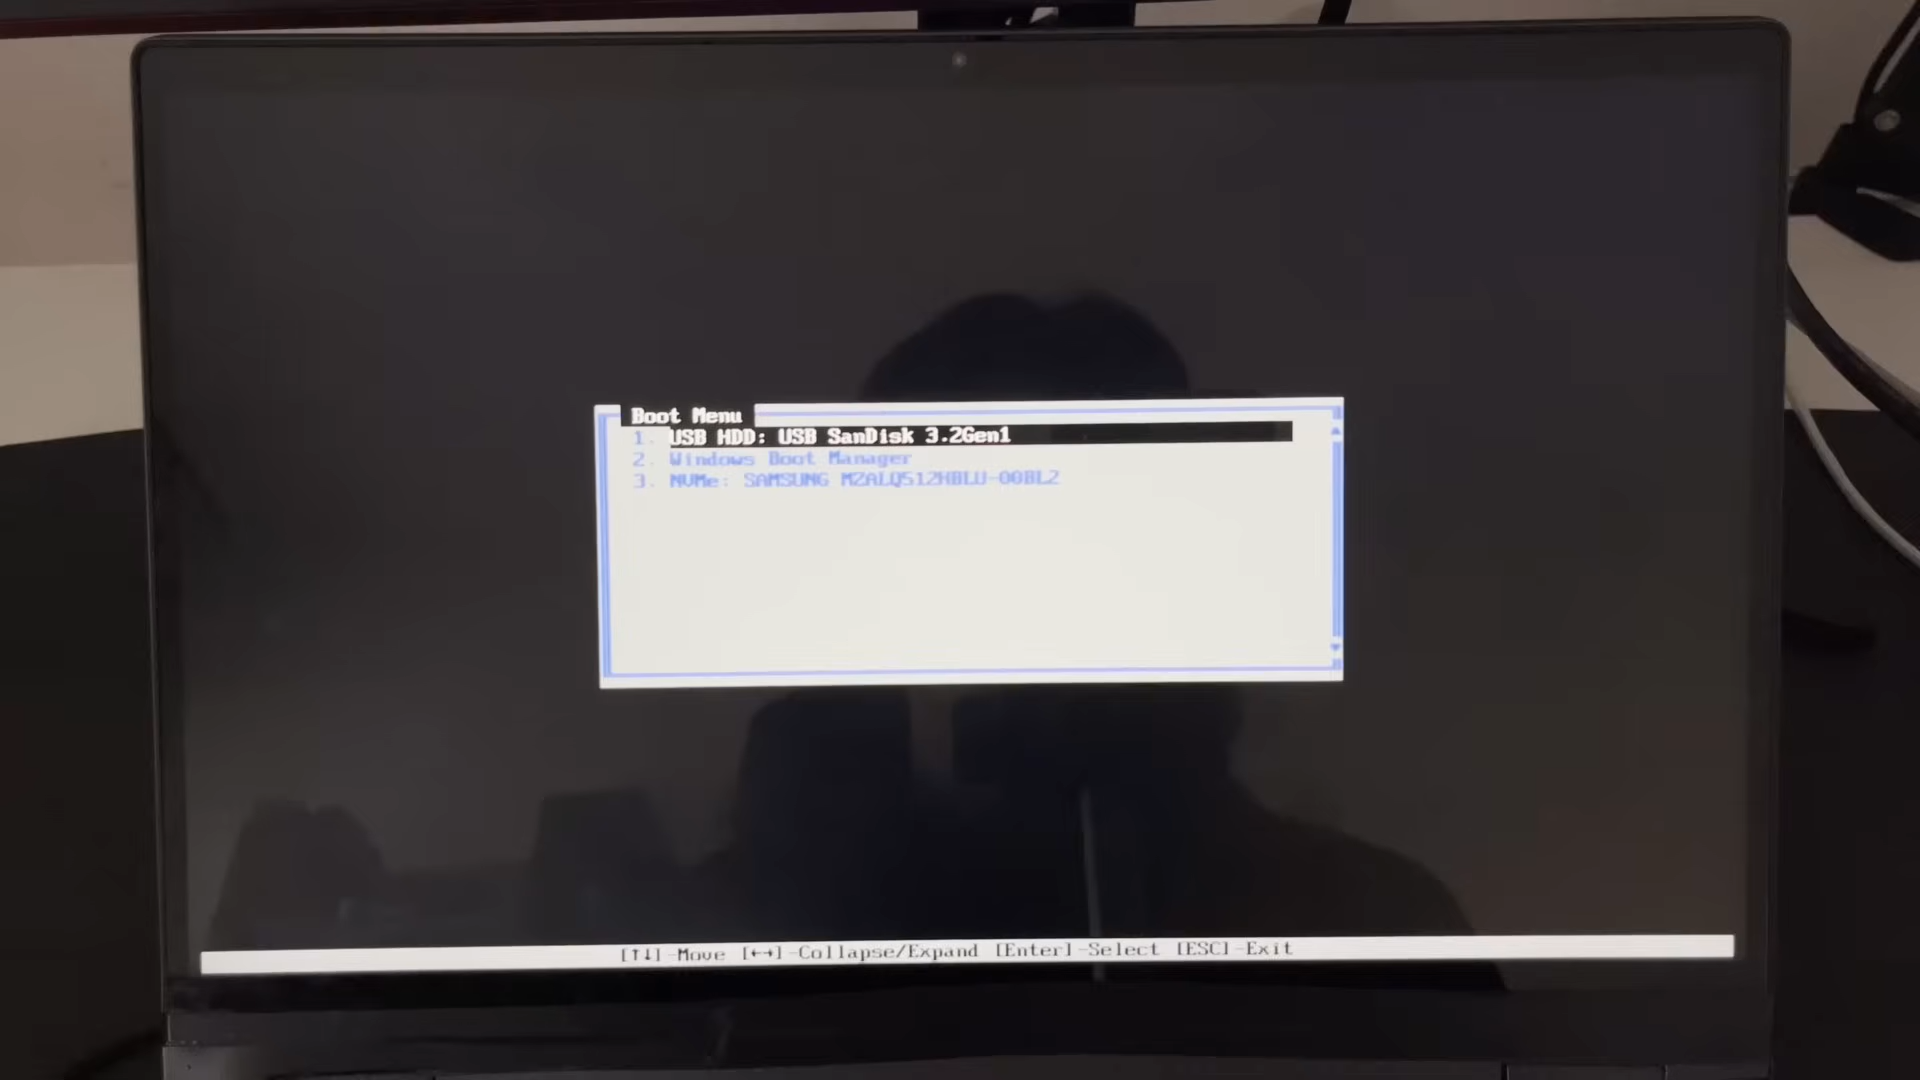 Boot Menu
1. USB HDD: USB SanDisk 3.2Gen1
2. Windows Boot Manager
3. NVMe: SAMSUNG MZALQ512HBLU-00BL2
[↑↓]-Move [←→]-Collapse/Expand [Enter]-Select [ESC]-Exit